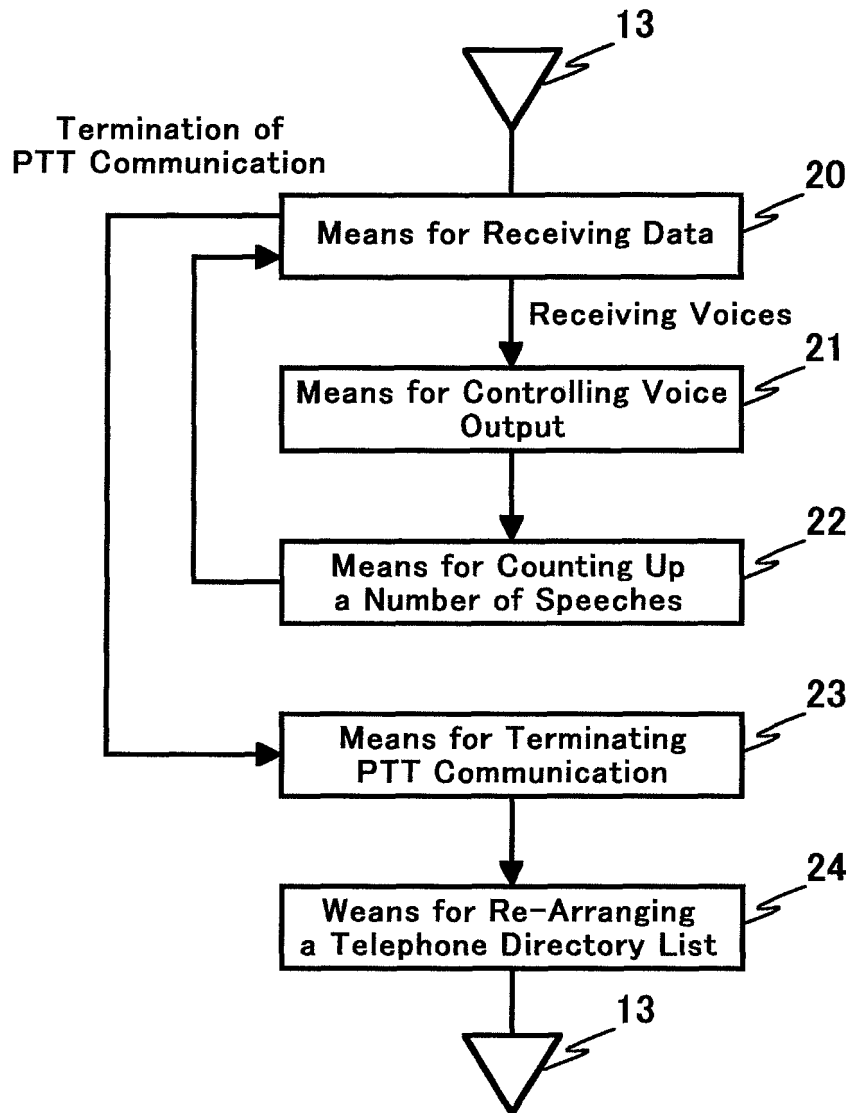 13
Termination of
PTT Communication
20
Means for Receiving Data
Receiving Voices
21
Means for Controlling Voice
Output
22
Means for Counting Up
a Number of Speeches
23
Means for Terminating
PTT Communication
24
Weans for Re-Arranging
a Telephone Directory List
13